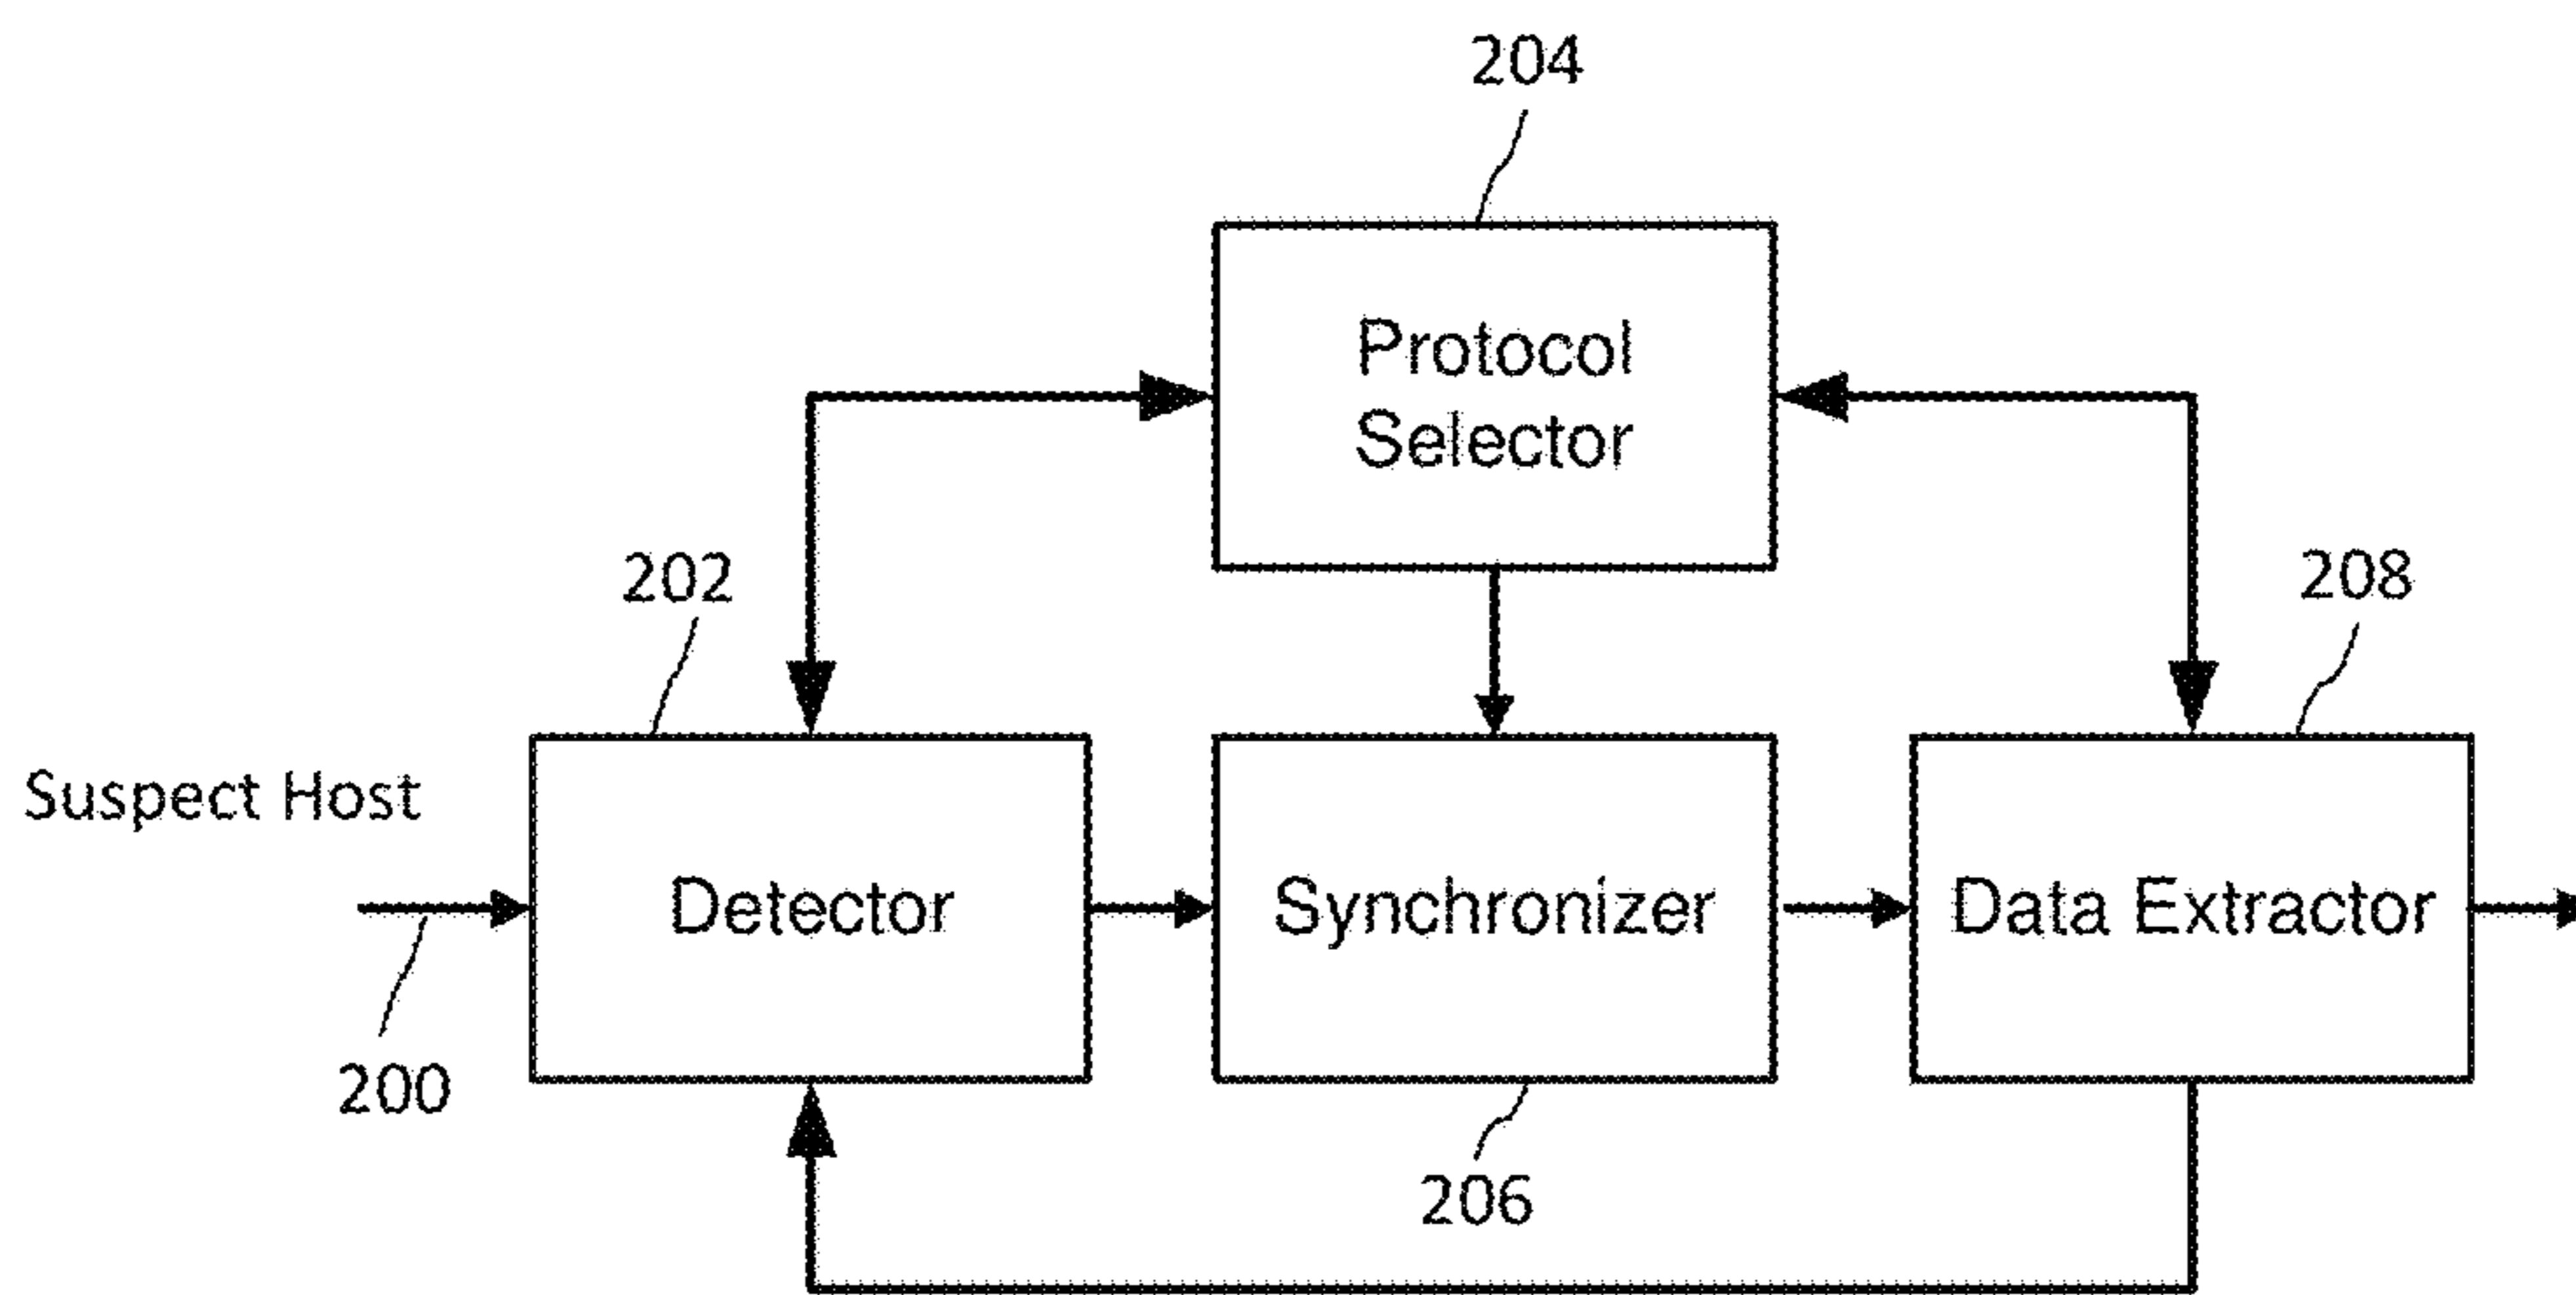 204
Protocol
Selector
202
208
Suspect Host
Detector
Synchronizer
Data Extractor
200
206